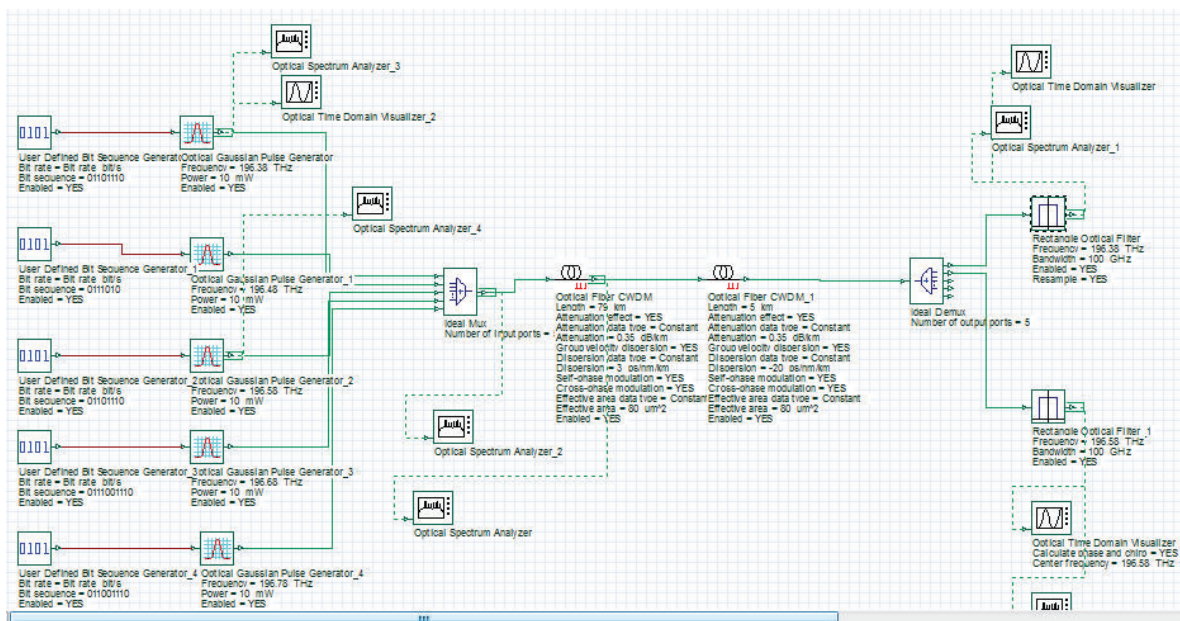 Optical Spectrum Analyzer_3
Optical Time Domain Visualizer_2
0101
User Defined Bit Sequence Generator
Bit rate = Bit rate bit/s
Bit sequence = 01101110
Enabled = YES
Optical Gaussian Pulse Generator
Frequency = 196.38 THz
Power = 10 mW
Enabled = YES
Optical Spectrum Analyzer_4
0101
User Defined Bit Sequence Generator_1
Bit rate = Bit rate bit/s
Bit sequence = 0111010
Enabled = YES
Optical Gaussian Pulse Generator_1
Frequency = 196.48 THz
Power = 10 mW
Enabled = YES
0101
User Defined Bit Sequence Generator_2
Bit rate = Bit rate bit/s
Bit sequence = 01101110
Enabled = YES
Optical Gaussian Pulse Generator_2
Frequency = 196.58 THz
Power = 10 mW
Enabled = YES
0101
User Defined Bit Sequence Generator_3
Bit rate = Bit rate bit/s
Bit sequence = 0111001110
Enabled = YES
Optical Gaussian Pulse Generator_3
Frequency = 196.68 THz
Power = 10 mW
Enabled = YES
0101
User Defined Bit Sequence Generator_4
Bit rate = Bit rate bit/s
Bit sequence = 011001110
Enabled = YES
Optical Gaussian Pulse Generator_4
Frequency = 196.78 THz
Power = 10 mW
Enabled = YES
Ideal Mux
Number of input ports =
Optical Spectrum Analyzer_2
Optical Spectrum Analyzer
Optical Fiber CWDM
Length = 79 km
Attenuation effect = YES
Attenuation data type = Constant
Attenuation = 0.35 dB/km
Group velocity dispersion = YES
Dispersion data type = Constant
Dispersion = 3 ps/nm/km
Self-phase modulation = YES
Cross-phase modulation = YES
Effective area data type = Constant
Effective area = 80 um^2
Enabled = YES
Optical Fiber CWDM_1
Length = 5 km
Attenuation effect = YES
Attenuation data type = Constant
Attenuation = 0.35 dB/km
Group velocity dispersion = YES
Dispersion data type = Constant
Dispersion = -20 ps/nm/km
Self-phase modulation = YES
Cross-phase modulation = YES
Effective area data type = Constant
Effective area = 80 um^2
Enabled = YES
Ideal Demux
Number of output ports = 5
Optical Time Domain Visualizer
Optical Spectrum Analyzer_1
Rectangle Optical Filter
Frequency = 196.38 THz
Bandwidth = 100 GHz
Enabled = YES
Resample = YES
Rectangle Optical Filter_1
Frequency = 196.58 THz
Bandwidth = 100 GHz
Enabled = YES
Optical Time Domain Visualizer
Calculate phase and chirp = YES
Center frequency = 196.58 THz